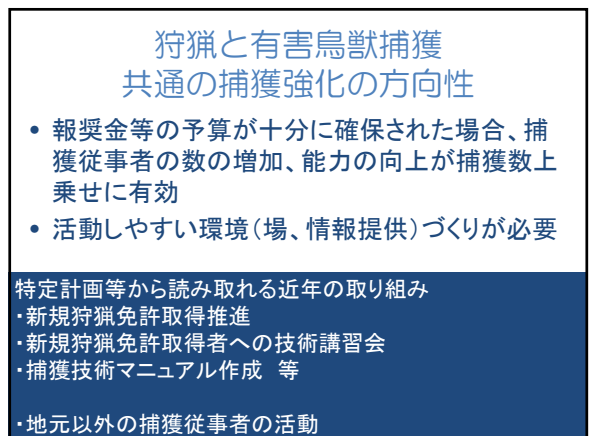 狩猟と有害鳥獣捕獲
共通の捕獲強化の方向性
• 報奨金等の予算が十分に確保された場合、捕
獲従事者の数の増加、能力の向上が捕獲数上
乗せに有効
• 活動しやすい環境(場、情報提供)づくりが必要
特定計画等から読み取れる近年の取り組み
・新規狩猟免許取得推進
・新規狩猟免許取得者への技術講習会
・捕獲技術マニュアル作成 等
・地元以外の捕獲従事者の活動